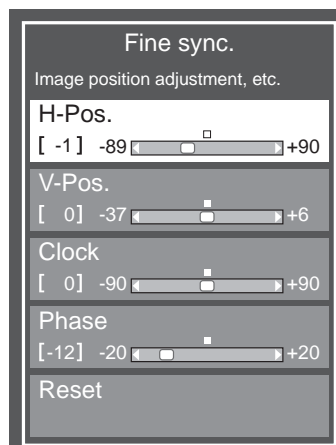 Fine sync.
Image position adjustment, etc.
H-Pos.
[ -1] -89 +90
V-Pos.
[ 0] -37 +6
Clock
[ 0] -90 +90
Phase
[-12] -20 +20
Reset